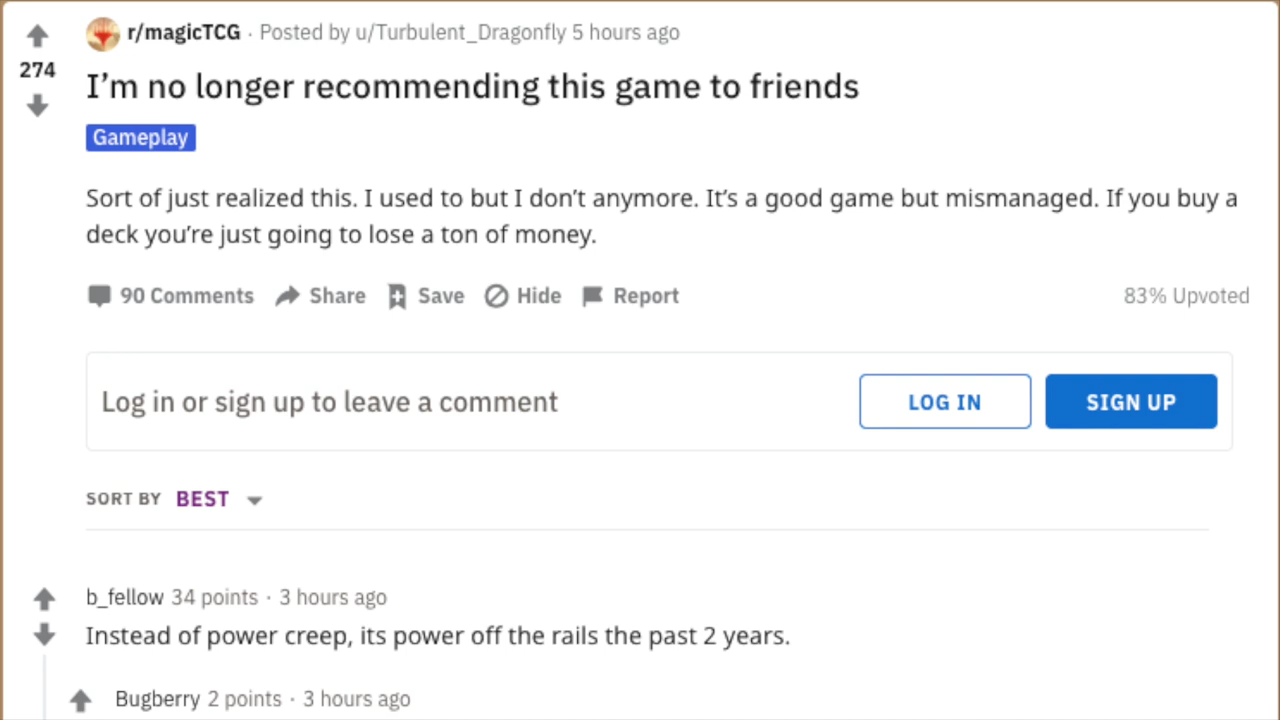 r/magicTCG · Posted by u/Turbulent_Dragonfly 5 hours ago
274
I’m no longer recommending this game to friends
Gameplay
Sort of just realized this. I used to but I don’t anymore. It’s a good game but mismanaged. If you buy a
deck you’re just going to lose a ton of money.
90 Comments Share Save Hide Report 83% Upvoted
Log in or sign up to leave a comment LOG IN SIGN UP
SORT BY BEST
b_fellow 34 points · 3 hours ago
Instead of power creep, its power off the rails the past 2 years.
Bugberry 2 points · 3 hours ago